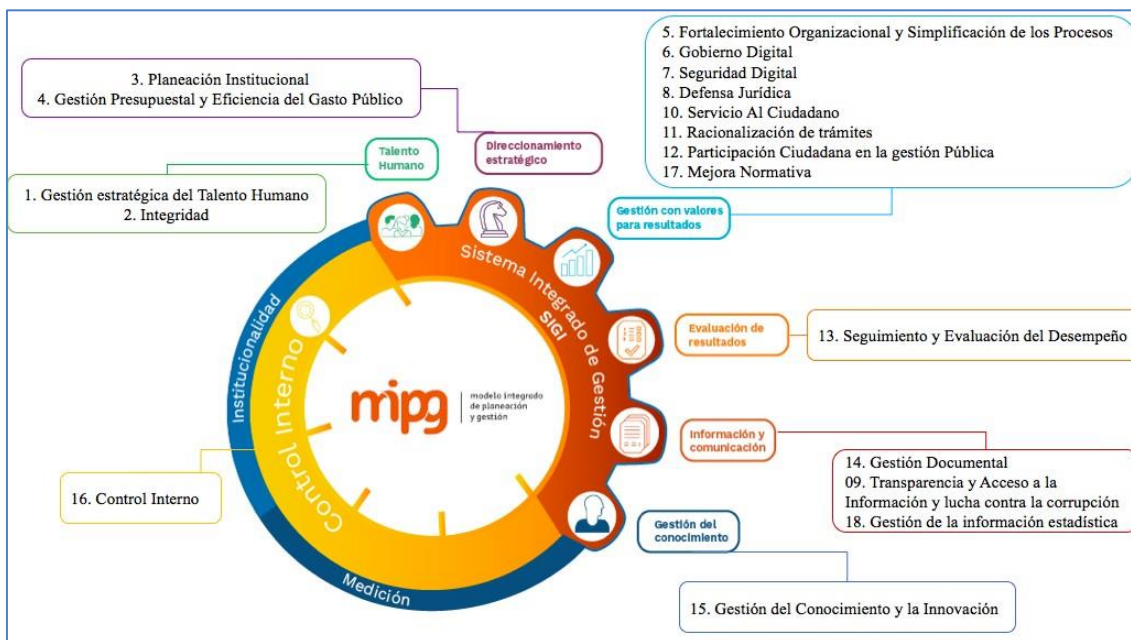 5. Fortalecimiento Organizacional y Simplificación de los Procesos
6. Gobierno Digital
7. Seguridad Digital
8. Defensa Jurídica
10. Servicio Al Ciudadano
11. Racionalización de trámites
12. Participación Ciudadana en la gestión Pública
17. Mejora Normativa
3. Planeación Institucional
4. Gestión Presupuestal y Eficiencia del Gasto Público
Talento
Humano
Direccionamiento
estratégico
1. Gestión estratégica del Talento Humano
2. Integridad
Gestión con valores
para resultados
Sistema Integrado de Gestión
SIGI
Institucionalidad
Control Interno
Evaluación de
resultados
13. Seguimiento y Evaluación del Desempeño
mipg
modelo integrado
de planeación
y gestión
Información y
comunicación
14. Gestión Documental
09. Transparencia y Acceso a la
Información y lucha contra la corrupción
18. Gestión de la información estadística
16. Control Interno
Gestión del
conocimiento
Medición
15. Gestión del Conocimiento y la Innovación